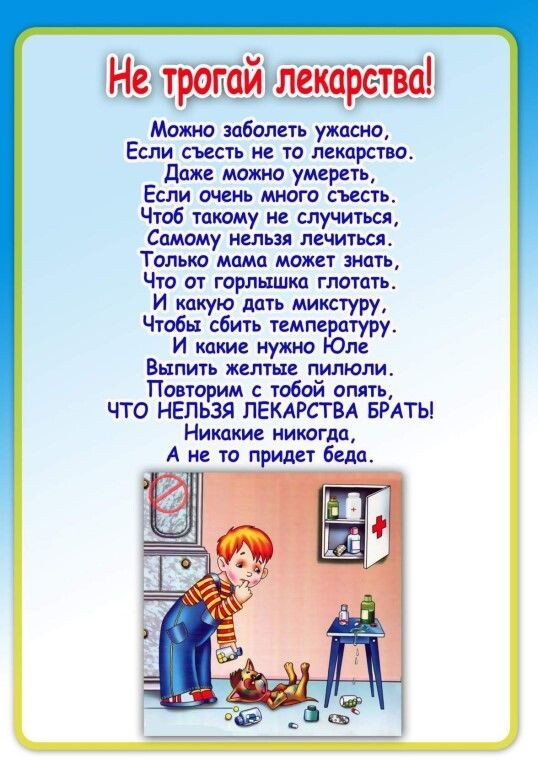 Не трогай лекарства!
Можно заболеть ужасно,
Если съесть не то лекарство.
Даже можно умереть,
Если очень много съесть.
Чтоб такому не случиться,
Самому нельзя лечиться.
Только мама может знать,
Что от горлышка глотать.
И какую дать микстуру,
Чтобы сбить температуру.
И какие нужно Юле
Выпить желтые пилюли.
Повторим с тобой опять,
ЧТО НЕЛЬЗЯ ЛЕКАРСТВА БРАТЬ!
Никакие никогда,
А не то придет беда.